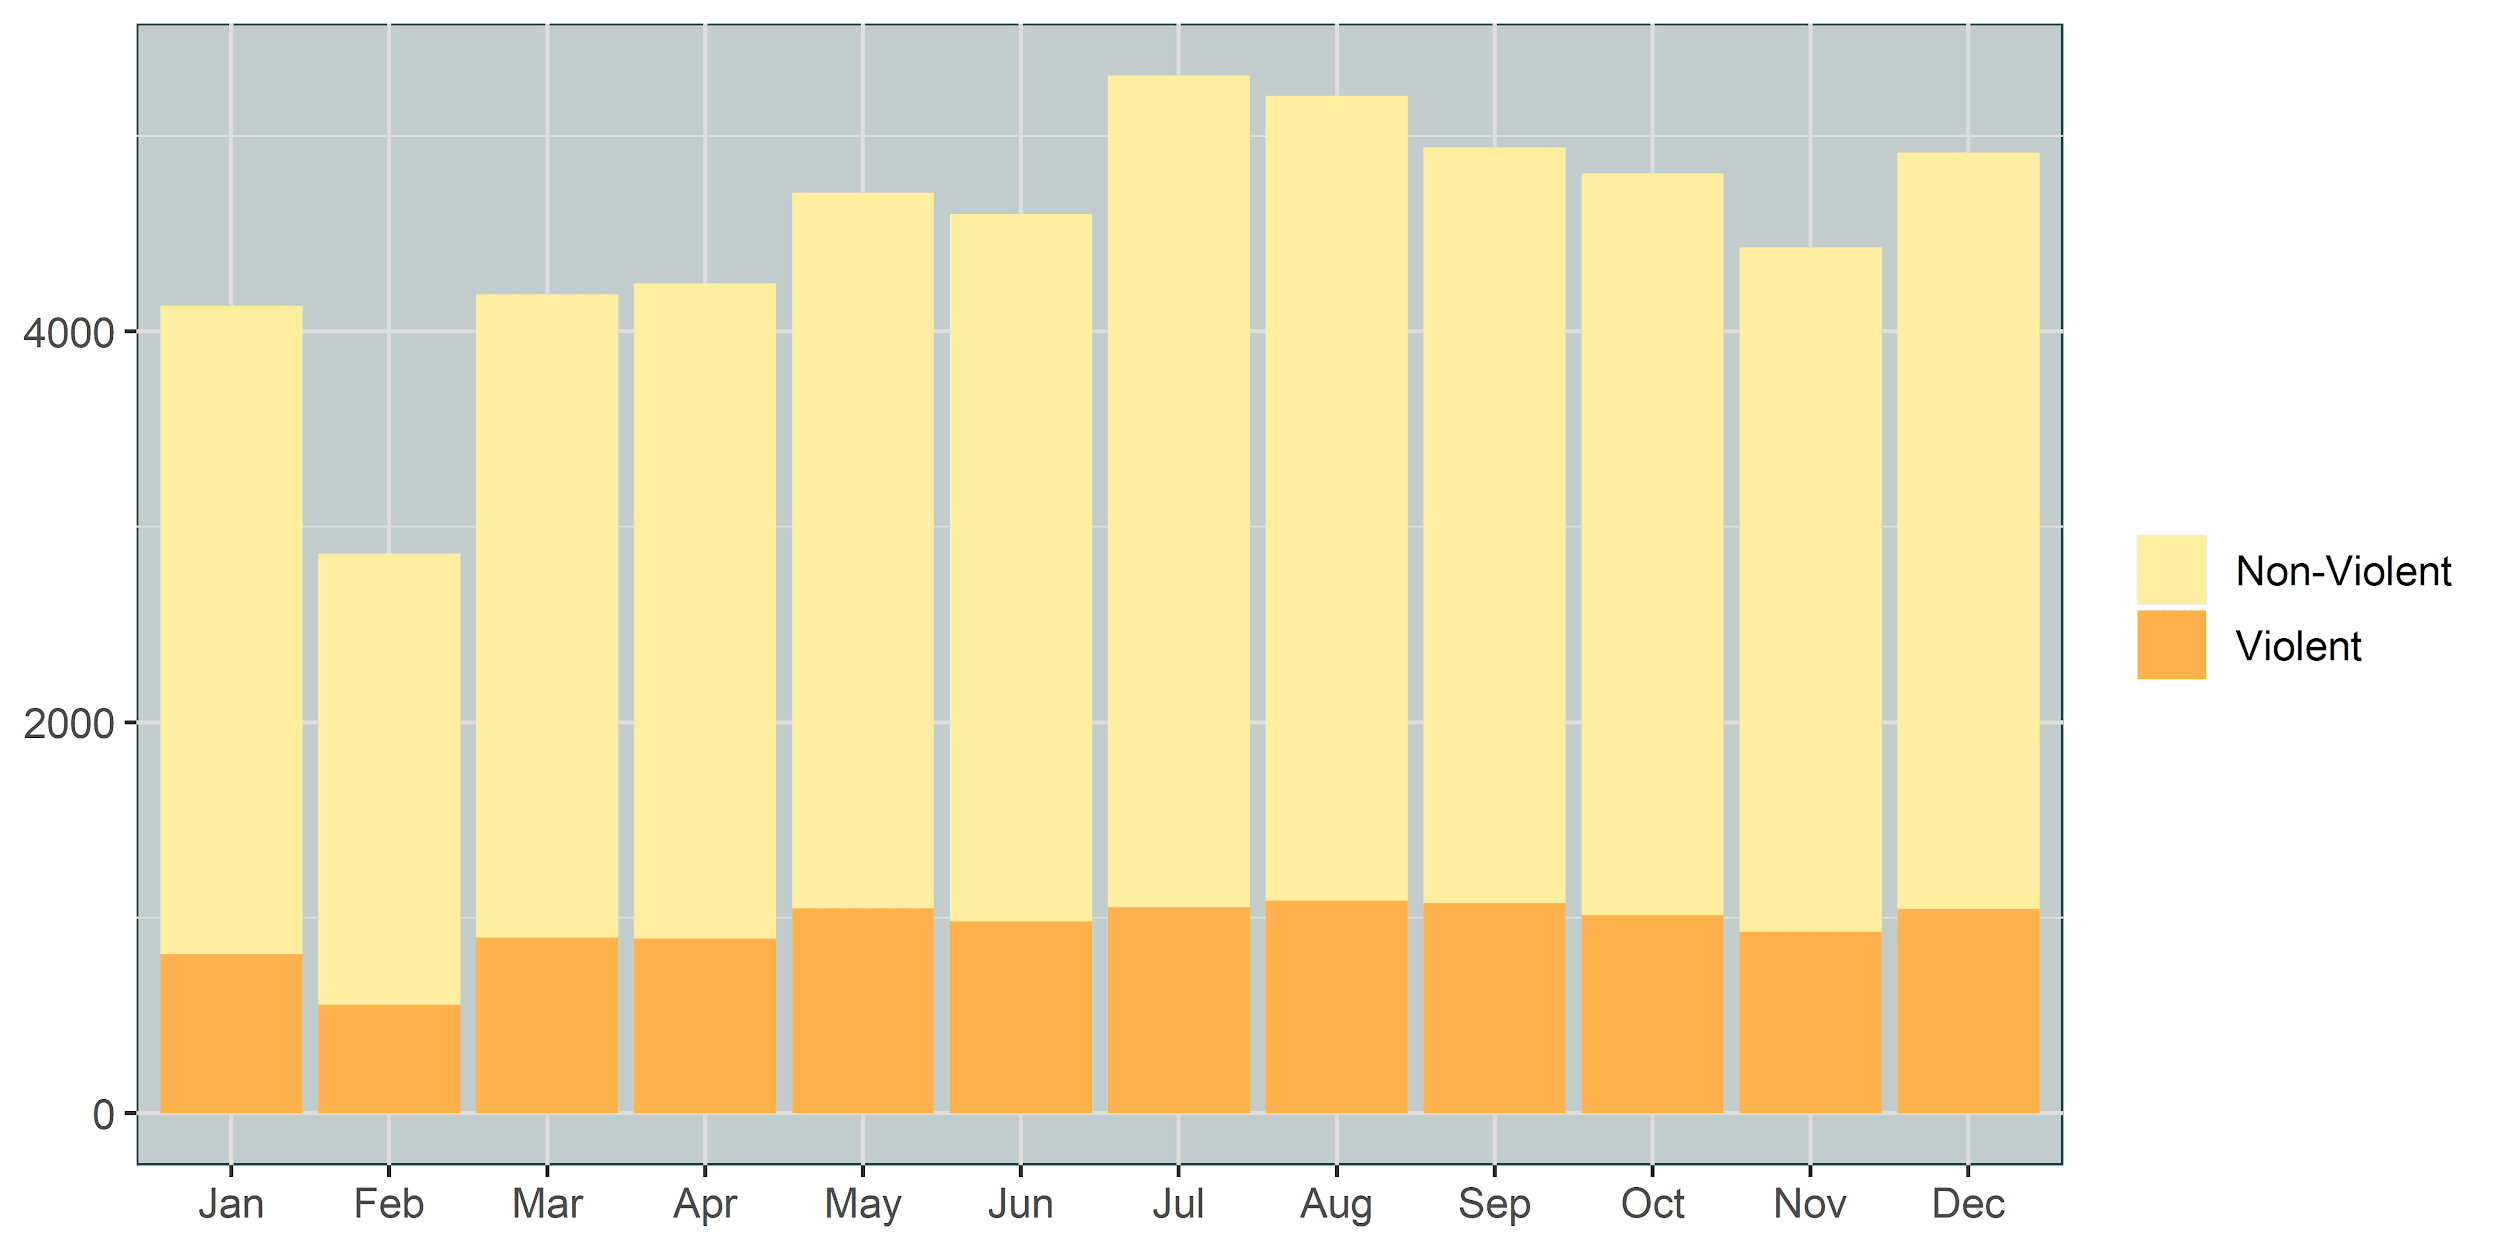 4000
2000
0
Jan Feb Mar Apr May Jun Jul Aug Sep Oct Nov Dec
Non-Violent
Violent